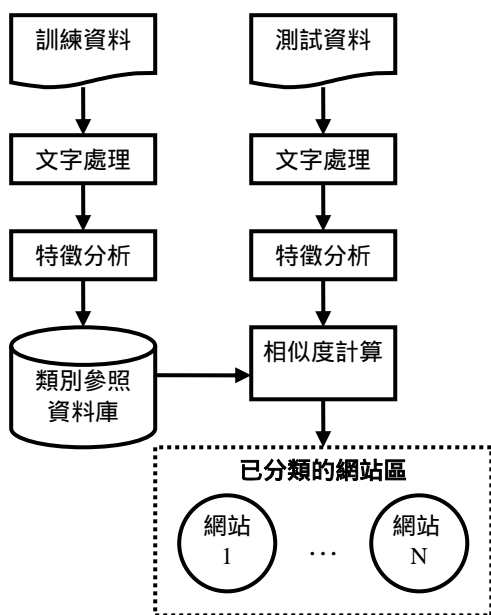 訓練資料
測試資料
文字處理
文字處理
特徵分析
特徵分析
類別參照
資料庫
相似度計算
已分類的網站區
網站
1
…
網站
N